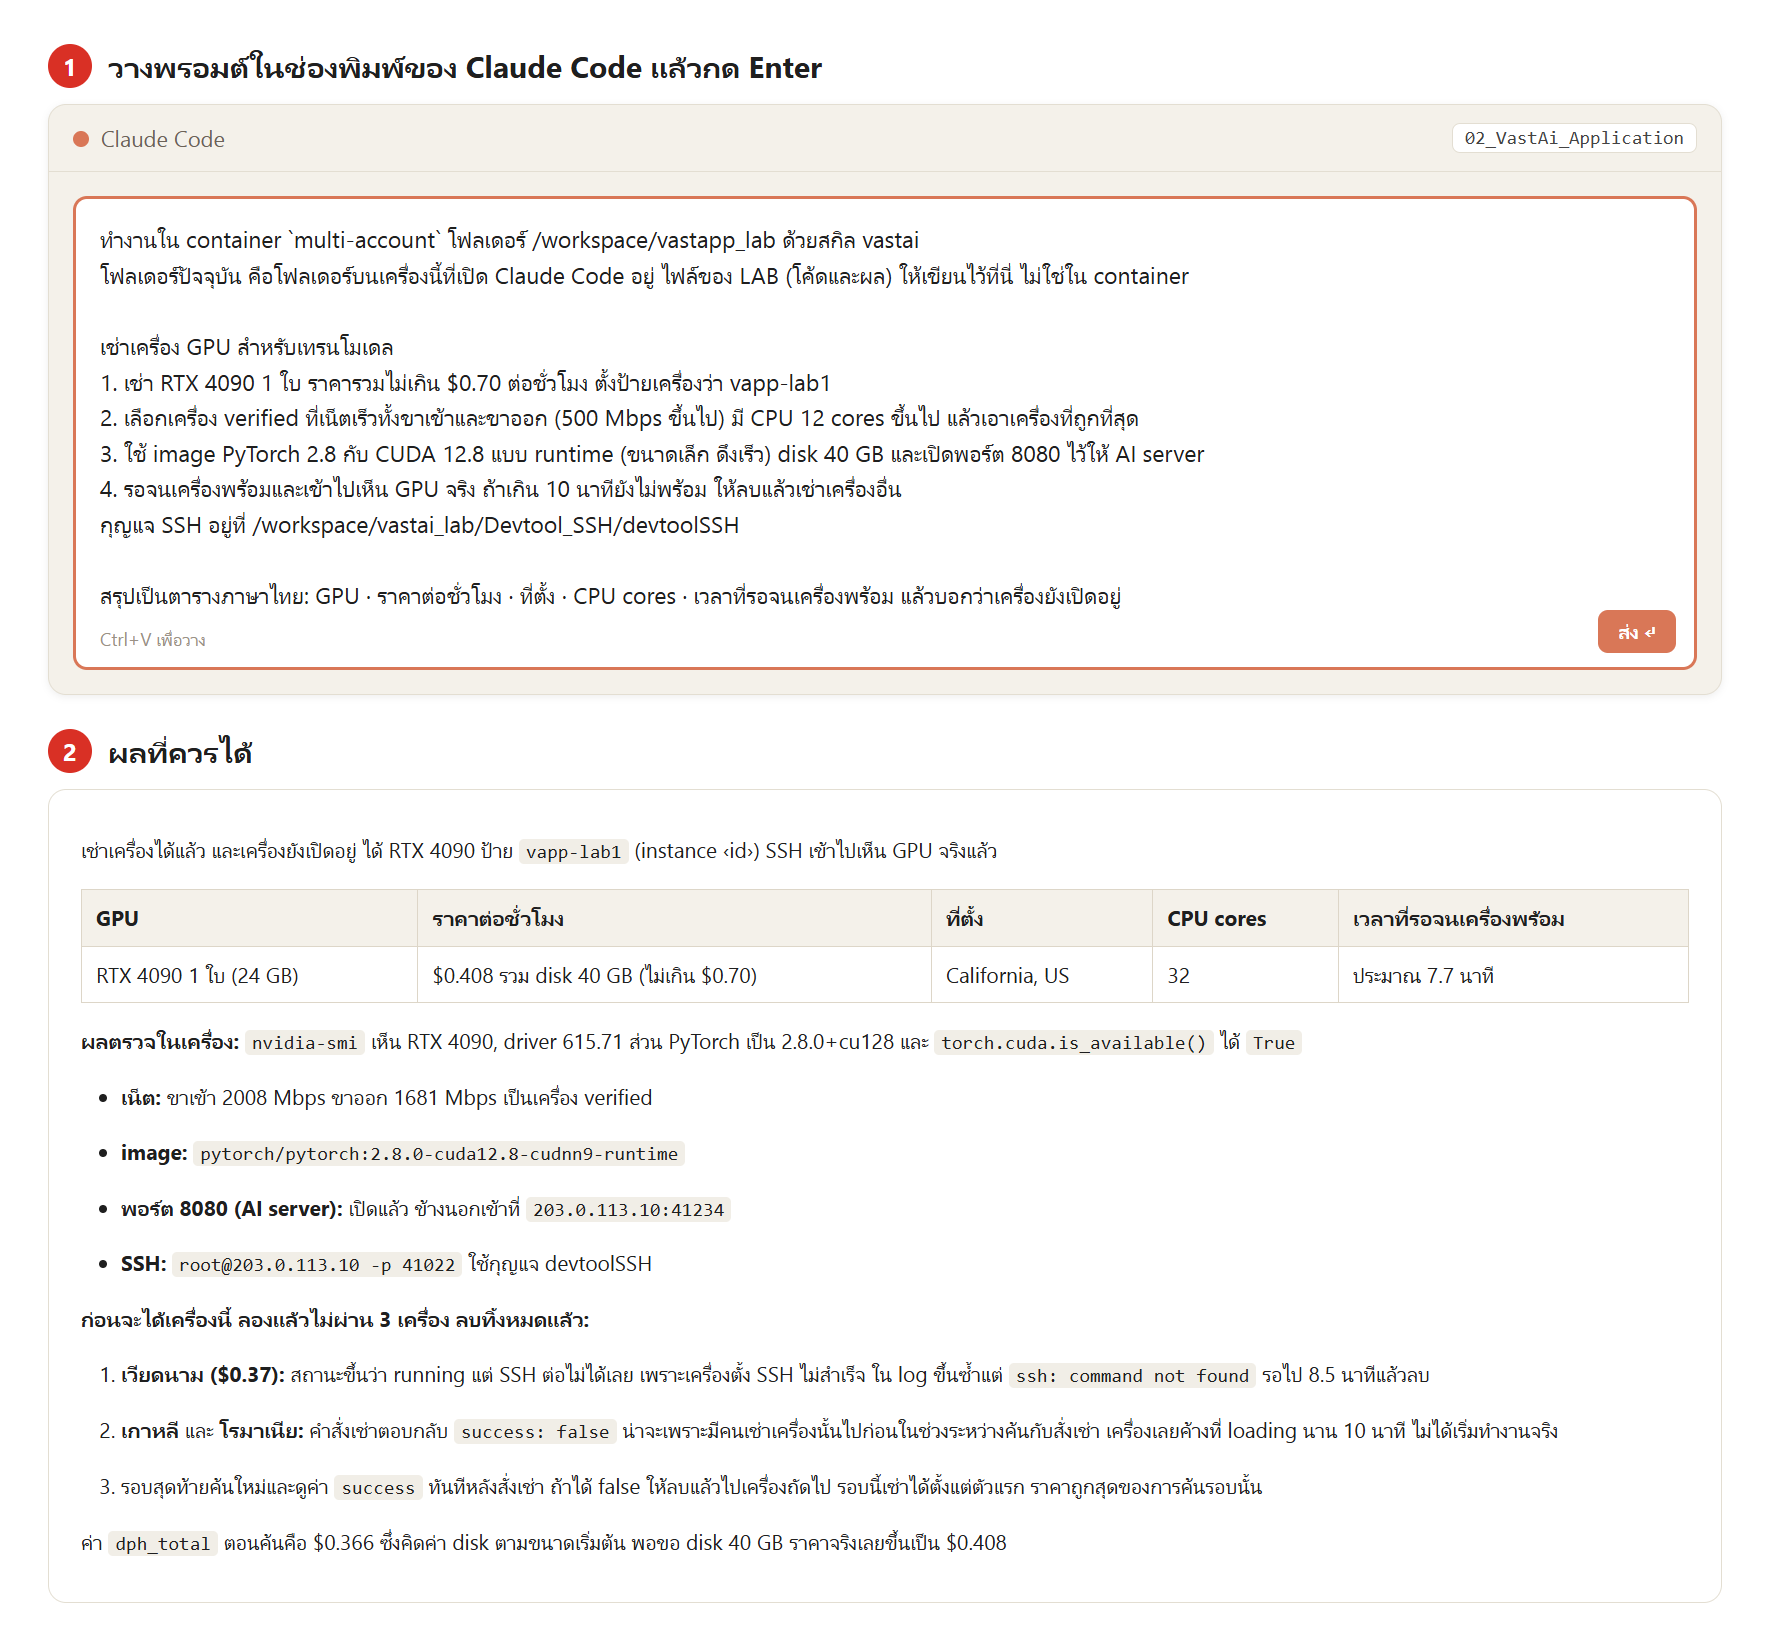 1 วางพรอมต์ในช่องพิมพ์ของ Claude Code แล้วกด Enter
Claude Code
02_VastAi_Application
ทำงานใน container `multi-account` โฟลเดอร์ /workspace/vastapp_lab ด้วยสกิล vastai
โฟลเดอร์ปัจจุบัน คือโฟลเดอร์บนเครื่องนี้ที่เปิด Claude Code อยู่ ไฟล์ของ LAB (โค้ดและผล) ให้เขียนไว้ที่นี่ ไม่ใช่ใน container
เช่าเครื่อง GPU สำหรับเทรนโมเดล
1. เช่า RTX 4090 1 ใบ ราคารวมไม่เกิน $0.70 ต่อชั่วโมง ตั้งป้ายเครื่องว่า vapp-lab1
2. เลือกเครื่อง verified ที่เน็ตเร็วทั้งขาเข้าและขาออก (500 Mbps ขึ้นไป) มี CPU 12 cores ขึ้นไป แล้วเอาเครื่องที่ถูกที่สุด
3. ใช้ image PyTorch 2.8 กับ CUDA 12.8 แบบ runtime (ขนาดเล็ก ดึงเร็ว) disk 40 GB และเปิดพอร์ต 8080 ไว้ให้ AI server
4. รอจนเครื่องพร้อมและเข้าไปเห็น GPU จริง ถ้าเกิน 10 นาทียังไม่พร้อม ให้ลบแล้วเช่าเครื่องอื่น
กุญแจ SSH อยู่ที่ /workspace/vastai_lab/Devtool_SSH/devtoolSSH
สรุปเป็นตารางภาษาไทย: GPU · ราคาต่อชั่วโมง · ที่ตั้ง · CPU cores · เวลาที่รอจนเครื่องพร้อม แล้วบอกว่าเครื่องยังเปิดอยู่
Ctrl+V เพื่อวาง
ส่ง ↵
2 ผลที่ควรได้
เช่าเครื่องได้แล้ว และเครื่องยังเปิดอยู่ ได้ RTX 4090 ป้าย vapp-lab1 (instance ‹id›) SSH เข้าไปเห็น GPU จริงแล้ว
GPU ราคาต่อชั่วโมง ที่ตั้ง CPU cores เวลาที่รอจนเครื่องพร้อม
RTX 4090 1 ใบ (24 GB) $0.408 รวม disk 40 GB (ไม่เกิน $0.70) California, US 32 ประมาณ 7.7 นาที
ผลตรวจในเครื่อง: nvidia-smi เห็น RTX 4090, driver 615.71 ส่วน PyTorch เป็น 2.8.0+cu128 และ torch.cuda.is_available() ได้ True
• เน็ต: ขาเข้า 2008 Mbps ขาออก 1681 Mbps เป็นเครื่อง verified
• image: pytorch/pytorch:2.8.0-cuda12.8-cudnn9-runtime
• พอร์ต 8080 (AI server): เปิดแล้ว ข้างนอกเข้าที่ 203.0.113.10:41234
• SSH: root@203.0.113.10 -p 41022 ใช้กุญแจ devtoolSSH
ก่อนจะได้เครื่องนี้ ลองแล้วไม่ผ่าน 3 เครื่อง ลบทิ้งหมดแล้ว:
1. เวียดนาม ($0.37): สถานะขึ้นว่า running แต่ SSH ต่อไม่ได้เลย เพราะเครื่องตั้ง SSH ไม่สำเร็จ ใน log ขึ้นซ้ำแต่ ssh: command not found รอไป 8.5 นาทีแล้วลบ
2. เกาหลี และ โรมาเนีย: คำสั่งเช่าตอบกลับ success: false น่าจะเพราะมีคนเช่าเครื่องนั้นไปก่อนในช่วงระหว่างค้นกับสั่งเช่า เครื่องเลยค้างที่ loading นาน 10 นาที ไม่ได้เริ่มทำงานจริง
3. รอบสุดท้ายค้นใหม่และดูค่า success ทันทีหลังสั่งเช่า ถ้าได้ false ให้ลบแล้วไปเครื่องถัดไป รอบนี้เช่าได้ตั้งแต่ตัวแรก ราคาถูกสุดของการค้นรอบนั้น
ค่า dph_total ตอนค้นคือ $0.366 ซึ่งคิดค่า disk ตามขนาดเริ่มต้น พอขอ disk 40 GB ราคาจริงเลยขึ้นเป็น $0.408